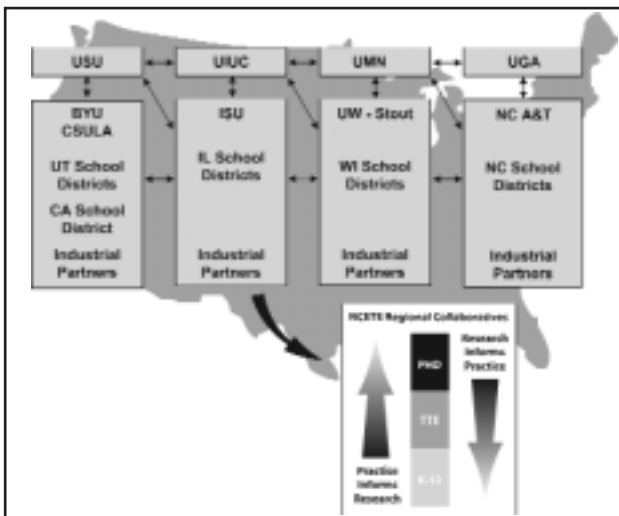 USU
UIUC
UMN
UGA
BYU
CSULA
UT School
Districts
CA School
District
Industrial
Partners
ISU
IL School
Districts
Industrial
Partners
UW - Stout
WI School
Districts
Industrial
Partners
NC A&T
NC School
Districts
Industrial
Partners
NCETE Regional Collaboratives
Research
Informs
Practice
PHD
TTE
K-12
Practice
Informs
Research